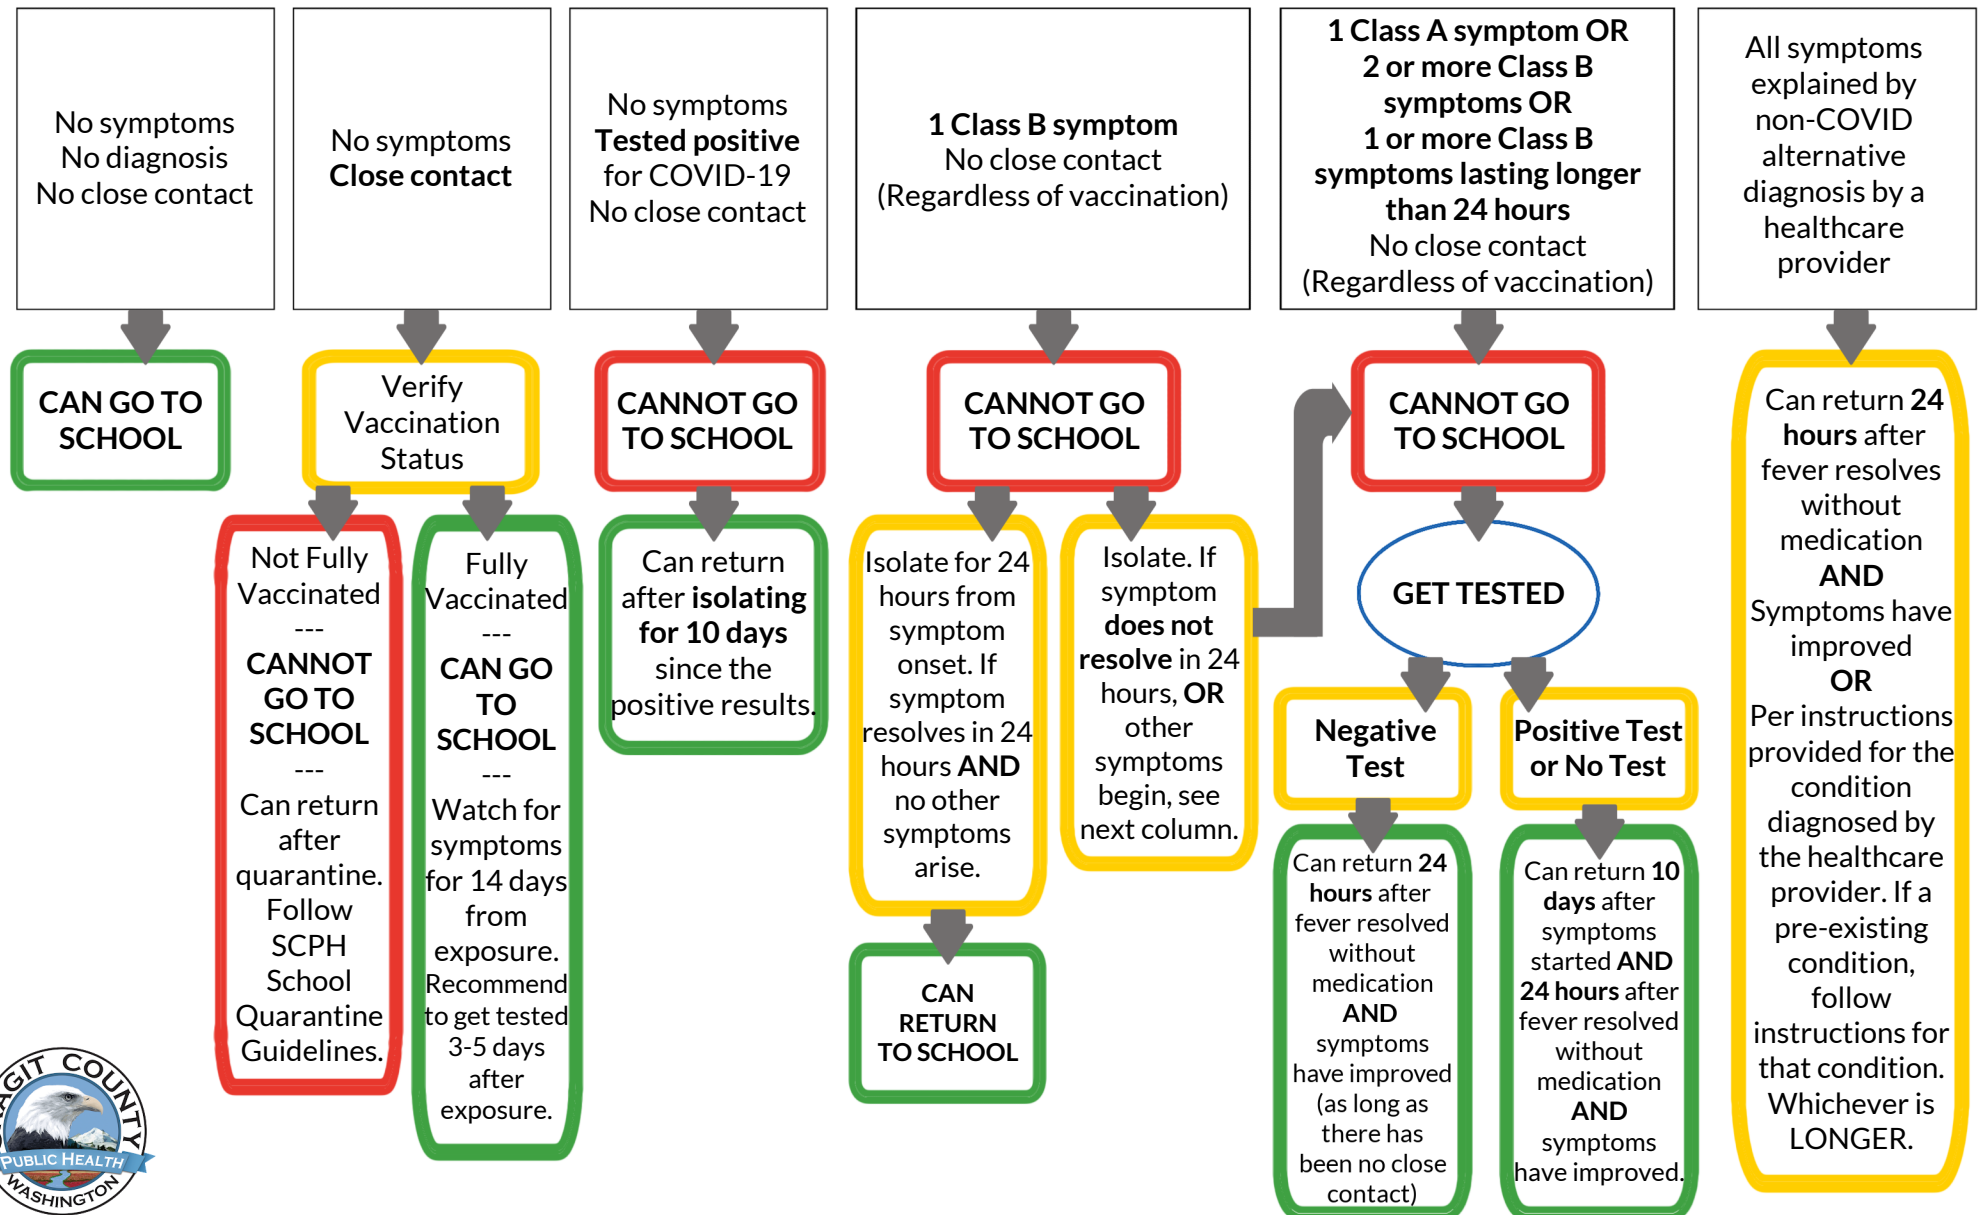 No symptoms
No diagnosis
No close contact
CAN GO TO
SCHOOL
No symptoms
Close contact
Verify
Vaccination
Status
Not Fully
Vaccinated
---
CANNOT
GO TO
SCHOOL
---
Can return
after
quarantine.
Follow
SCPH
School
Quarantine
Guidelines.
Fully
Vaccinated
---
CAN GO
TO
SCHOOL
---
Watch for
symptoms
for 14 days
from
exposure.
Recommend
to get tested
3-5 days
after
exposure.
No symptoms
Tested positive
for COVID-19
No close contact
CANNOT GO
TO SCHOOL
Can return
after isolating
for 10 days
since the
positive results.
1 Class B symptom
No close contact
(Regardless of vaccination)
CANNOT GO
TO SCHOOL
Isolate for 24
hours from
symptom
onset. If
symptom
resolves in 24
hours AND
no other
symptoms
arise.
CAN
RETURN
TO SCHOOL
Isolate. If
symptom
does not
resolve in 24
hours, OR
other
symptoms
begin, see
next column.
1 Class A symptom OR
2 or more Class B
symptoms OR
1 or more Class B
symptoms lasting longer
than 24 hours
No close contact
(Regardless of vaccination)
CANNOT GO
TO SCHOOL
GET TESTED
Negative
Test
Can return 24
hours after
fever resolved
without
medication
AND
symptoms
have improved
(as long as
there has
been no close
contact)
Positive Test
or No Test
Can return 10
days after
symptoms
started AND
24 hours after
fever resolved
without
medication
AND
symptoms
have improved.
All symptoms
explained by
non-COVID
alternative
diagnosis by a
healthcare
provider
Can return 24
hours after
fever resolves
without
medication
AND
Symptoms have
improved
OR
Per instructions
provided for the
condition
diagnosed by
the healthcare
provider. If a
pre-existing
condition,
follow
instructions for
that condition.
Whichever is
LONGER.
AGIT COUNTY
PUBLIC HEALTH
WASHINGTON